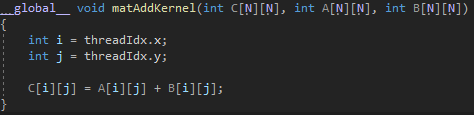 __global__ void matAddKernel(int C[N][N], int A[N][N], int B[N][N])
{
int i = threadIdx.x;
int j = threadIdx.y;
C[i][j] = A[i][j] + B[i][j];
}